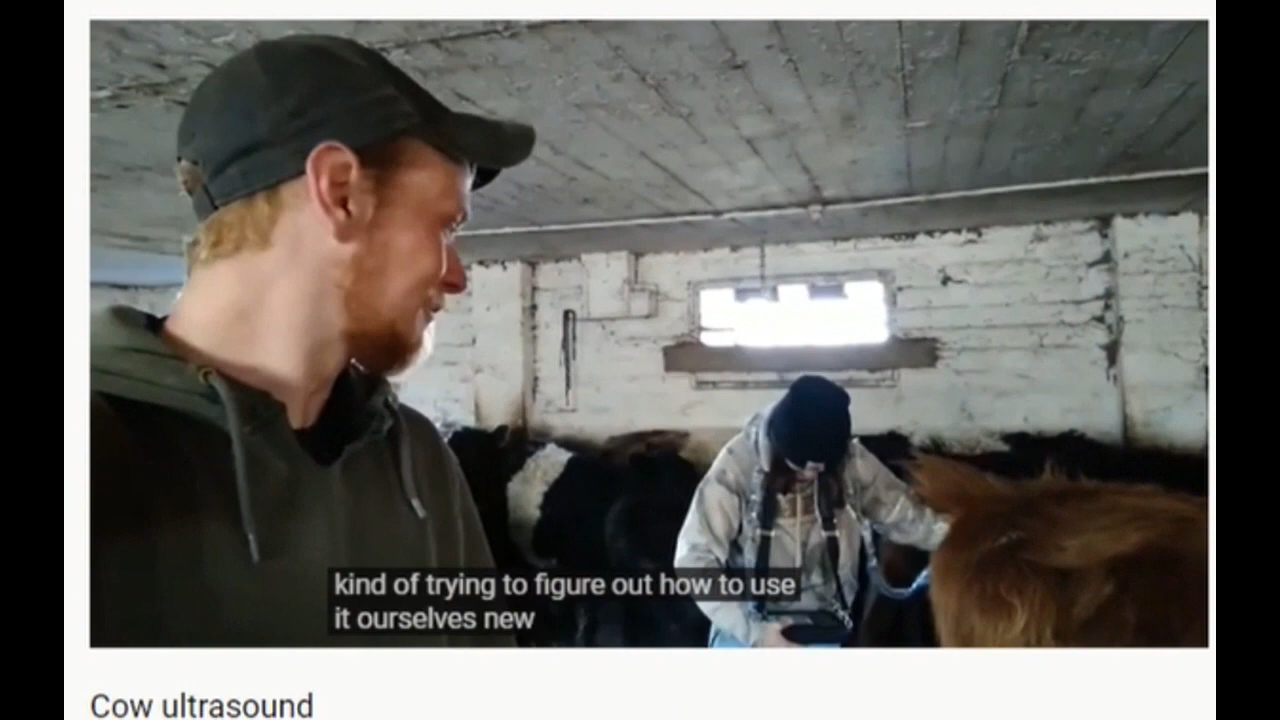 kind of trying to figure out how to use
it ourselves new
Cow ultrasound